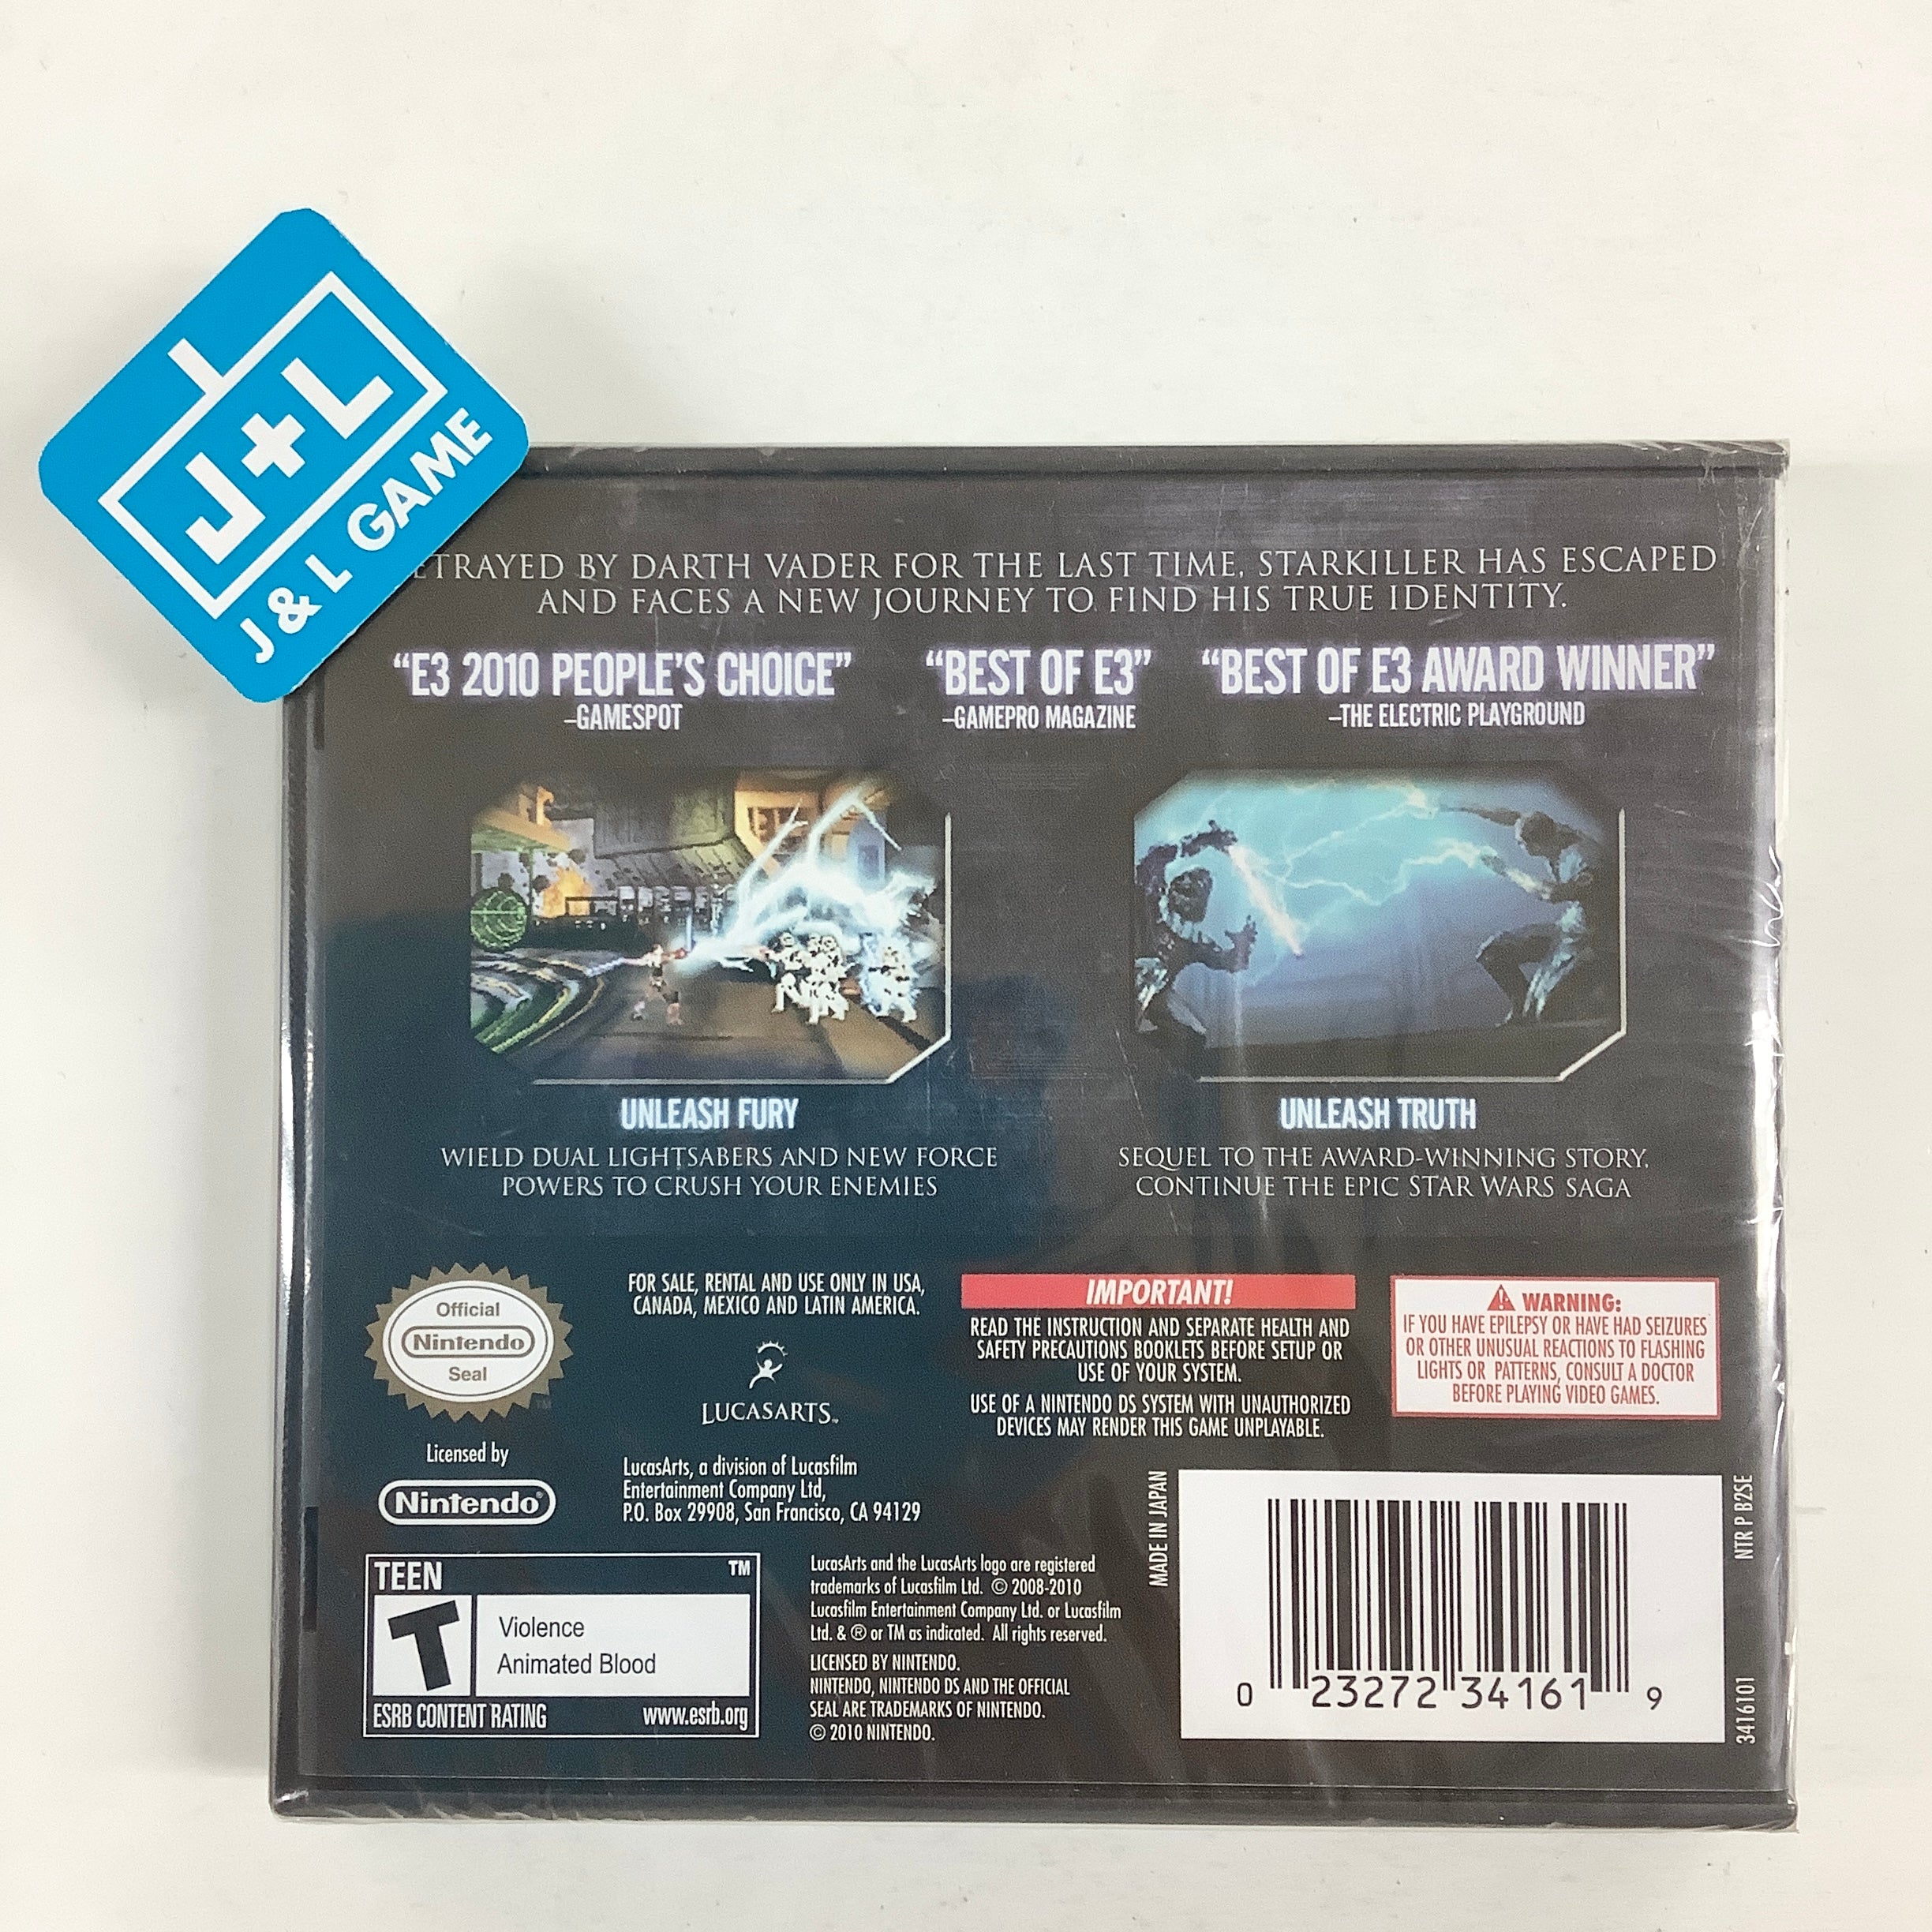 J+L
J & L GAME
ETRAYED BY DARTH VADER FOR THE LAST TIME, STARKILLER HAS ESCAPED
AND FACES A NEW JOURNEY TO FIND HIS TRUE IDENTITY.
“E3 2010 PEOPLE’S CHOICE”
–GAMESPOT
“BEST OF E3”
–GAMEPRO MAGAZINE
“BEST OF E3 AWARD WINNER”
–THE ELECTRIC PLAYGROUND
UNLEASH FURY
WIELD DUAL LIGHTSABERS AND NEW FORCE
POWERS TO CRUSH YOUR ENEMIES
UNLEASH TRUTH
SEQUEL TO THE AWARD-WINNING STORY,
CONTINUE THE EPIC STAR WARS SAGA
Official
Nintendo
Seal
TM
Licensed by
Nintendo®
FOR SALE, RENTAL AND USE ONLY IN USA,
CANADA, MEXICO AND LATIN AMERICA.
LUCASARTS™
LucasArts, a division of Lucasfilm
Entertainment Company Ltd,
P.O. Box 29908, San Francisco, CA 94129
IMPORTANT!
READ THE INSTRUCTION AND SEPARATE HEALTH AND
SAFETY PRECAUTIONS BOOKLETS BEFORE SETUP OR
USE OF YOUR SYSTEM.
USE OF A NINTENDO DS SYSTEM WITH UNAUTHORIZED
DEVICES MAY RENDER THIS GAME UNPLAYABLE.
WARNING:
IF YOU HAVE EPILEPSY OR HAVE HAD SEIZURES
OR OTHER UNUSUAL REACTIONS TO FLASHING
LIGHTS OR PATTERNS, CONSULT A DOCTOR
BEFORE PLAYING VIDEO GAMES.
TEEN ™
T
Violence
Animated Blood
ESRB CONTENT RATING www.esrb.org
LucasArts and the LucasArts logo are registered
trademarks of Lucasfilm Ltd. © 2008-2010
Lucasfilm Entertainment Company Ltd. or Lucasfilm
Ltd. & ® or TM as indicated. All rights reserved.
LICENSED BY NINTENDO.
NINTENDO, NINTENDO DS AND THE OFFICIAL
SEAL ARE TRADEMARKS OF NINTENDO.
© 2010 NINTENDO.
MADE IN JAPAN
0 23272 34161 9
NTR P B2SE
3416101